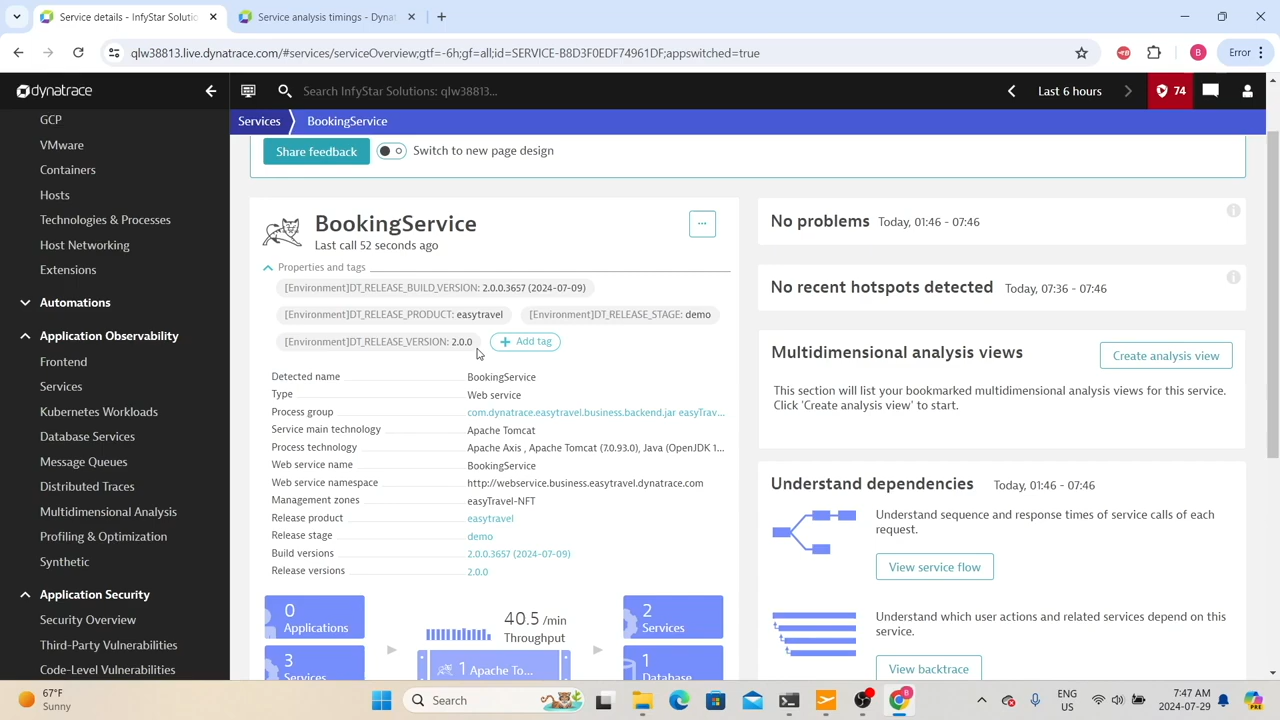 Service details - InfyStar Solutio
Services analysis timings - Dynat
qlw38813.live.dynatrace.com/#services/serviceOverview;gtf=-6h;gf=all;id=SERVICE-B8D3F0EDF74961DF;appswitched=true
B
Error
dynatrace
Search InfyStar Solutions: qlw38813...
Last 6 hours
74
Services
BookingService
GCP
VMware
Containers
Hosts
Technologies & Processes
Host Networking
Extensions
Automations
Application Observability
Frontend
Services
Kubernetes Workloads
Database Services
Message Queues
Distributed Traces
Multidimensional Analysis
Profiling & Optimization
Synthetic
Application Security
Security Overview
Third-Party Vulnerabilities
Code-Level Vulnerabilities
Share feedback
Switch to new page design
BookingService
...
Last call 52 seconds ago
Properties and tags
[Environment]DT_RELEASE_BUILD_VERSION: 2.0.0.3657 (2024-07-09)
[Environment]DT_RELEASE_PRODUCT: easytravel
[Environment]DT_RELEASE_STAGE: demo
[Environment]DT_RELEASE_VERSION: 2.0.0
Add tag
Detected name BookingService
Type Web service
Process group com.dynatrace.easytravel.business.backend.jar easyTrav...
Service main technology Apache Tomcat
Process technology Apache Axis , Apache Tomcat (7.0.93.0), Java (OpenJDK 1...
Web service name BookingService
Web service namespace http://webservice.business.easytravel.dynatrace.com
Management zones easyTravel-NFT
Release product easytravel
Release stage demo
Build versions 2.0.0.3657 (2024-07-09)
Release versions 2.0.0
0
Applications
3
Services
40.5 /min
Throughput
1 Apache To...
2
Services
1
Database
No problems Today, 01:46 - 07:46
No recent hotspots detected Today, 07:36 - 07:46
Multidimensional analysis views
Create analysis view
This section will list your bookmarked multidimensional analysis views for this service.
Click 'Create analysis view' to start.
Understand dependencies Today, 01:46 - 07:46
Understand sequence and response times of service calls of each
request.
View service flow
Understand which user actions and related services depend on this
service.
View backtrace
67°F
Sunny
Search
ENG
US
7:47 AM
2024-07-29